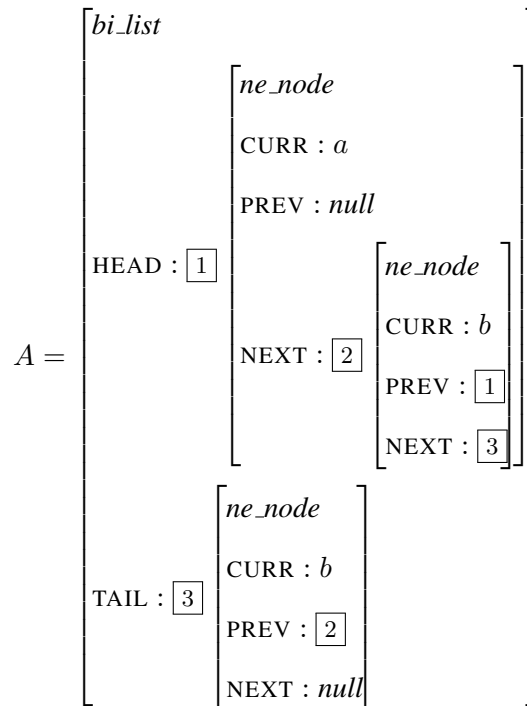 bi_list
ne_node
CURR : a
PREV : null
ne_node
HEAD : 1
CURR : b
A =
NEXT : 2
PREV : 1
NEXT : 3
ne_node
CURR : b
TAIL : 3
PREV : 2
NEXT : null